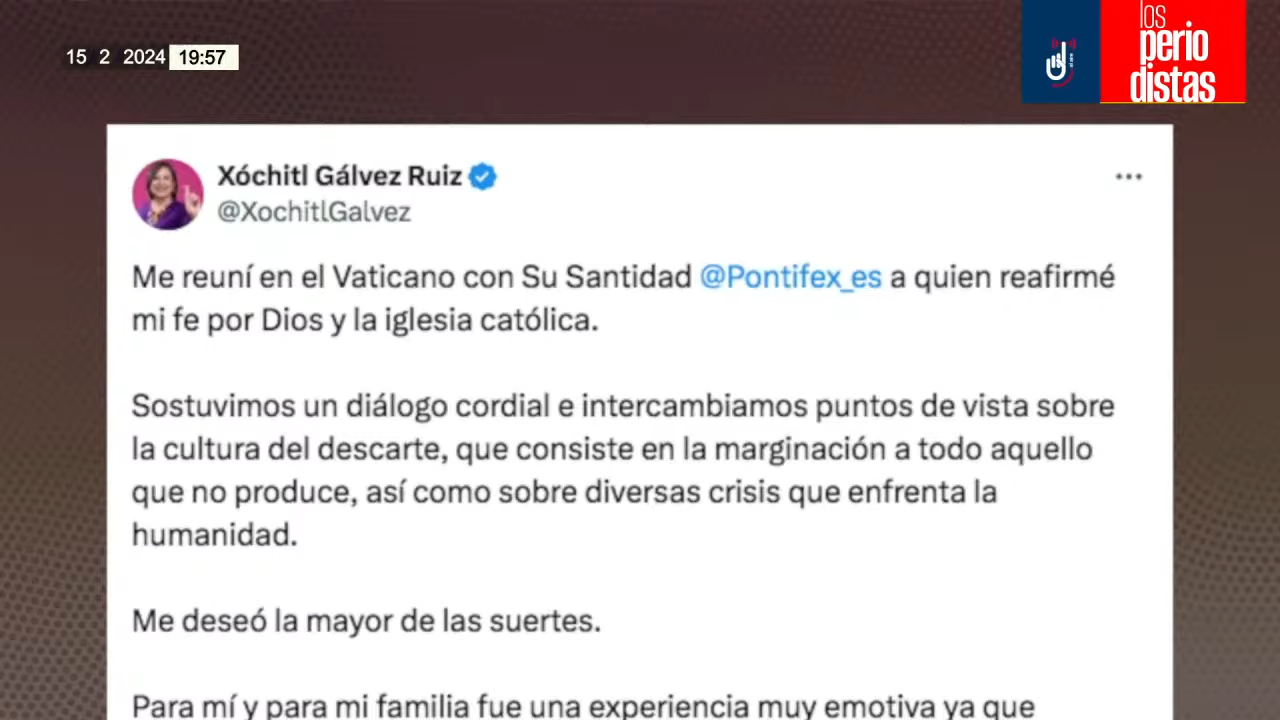 15 2 2024 19:57
los
perio
distas
Xóchitl Gálvez Ruiz
@XochitlGalvez
Me reuní en el Vaticano con Su Santidad @Pontifex_es a quien reafirmé
mi fe por Dios y la iglesia católica.
Sostuvimos un diálogo cordial e intercambiamos puntos de vista sobre
la cultura del descarte, que consiste en la marginación a todo aquello
que no produce, así como sobre diversas crisis que enfrenta la
humanidad.
Me deseó la mayor de las suertes.
Para mí y para mi familia fue una experiencia muy emotiva ya que